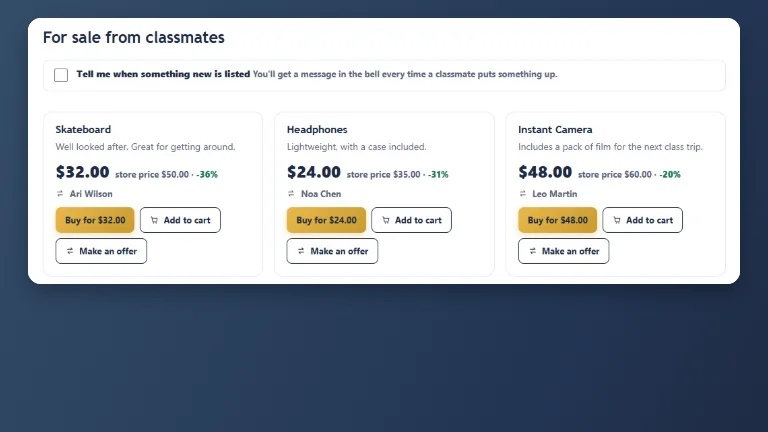 For sale from classmates
Tell me when something new is listed You'll get a message in the bell every time a classmate puts something up.
Skateboard
Well looked after. Great for getting around.
$32.00 store price $50.00 · -36%
Ari Wilson
Buy for $32.00 Add to cart
Make an offer
Headphones
Lightweight, with a case included.
$24.00 store price $35.00 · -31%
Noa Chen
Buy for $24.00 Add to cart
Make an offer
Instant Camera
Includes a pack of film for the next class trip.
$48.00 store price $60.00 · -20%
Leo Martin
Buy for $48.00 Add to cart
Make an offer